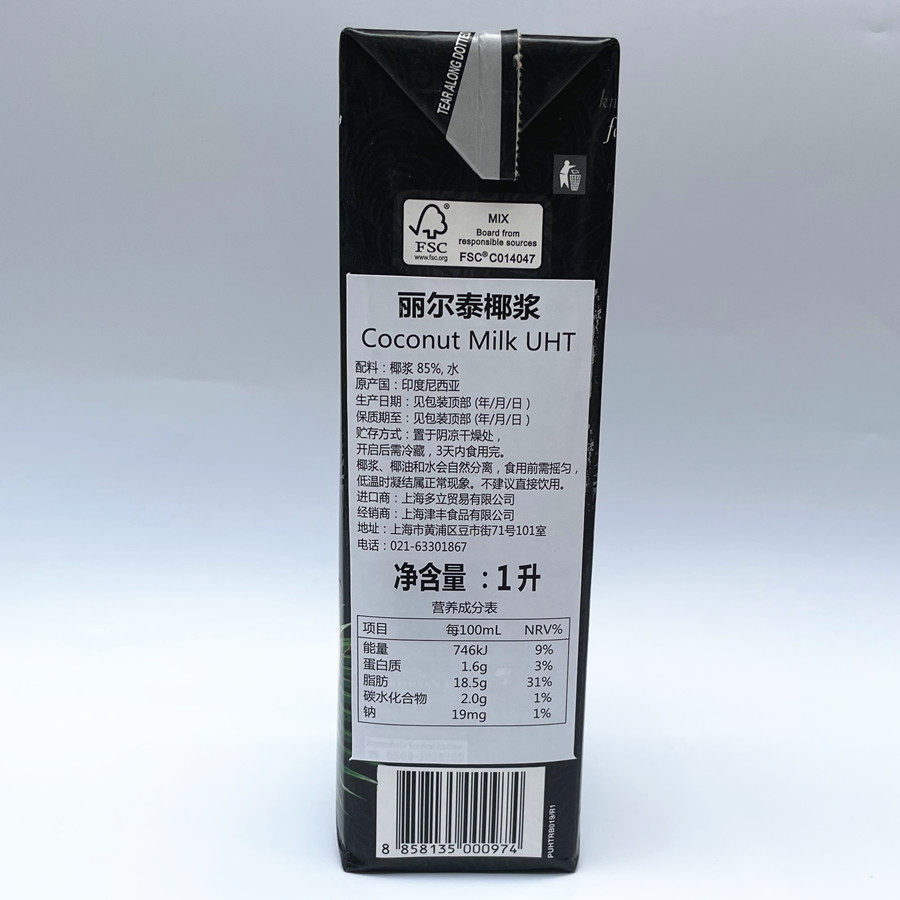 TEAR ALONG DOTTE
FSC
www.fsc.org
MIX
Board from
responsible sources
FSC® C014047
丽尔泰椰浆
Coconut Milk UHT
配料：椰浆 85%, 水
原产国：印度尼西亚
生产日期：见包装顶部 (年/月/日 )
保质期至：见包装顶部 (年/月/日 )
贮存方式：置于阴凉干燥处，
开启后需冷藏，3天内食用完。
椰浆、椰油和水会自然分离，食用前需摇匀，
低温时凝结属正常现象。不建议直接饮用。
进口商：上海多立贸易有限公司
经销商：上海津丰食品有限公司
地址：上海市黄浦区豆市街71号101室
电话：021-63301867
净含量 ：1升
营养成分表
项目 每100mL NRV%
能量 746kJ 9%
蛋白质 1.6g 3%
脂肪 18.5g 31%
碳水化合物 2.0g 1%
钠 19mg 1%
8 858135 000974
PUHTRB019/R1